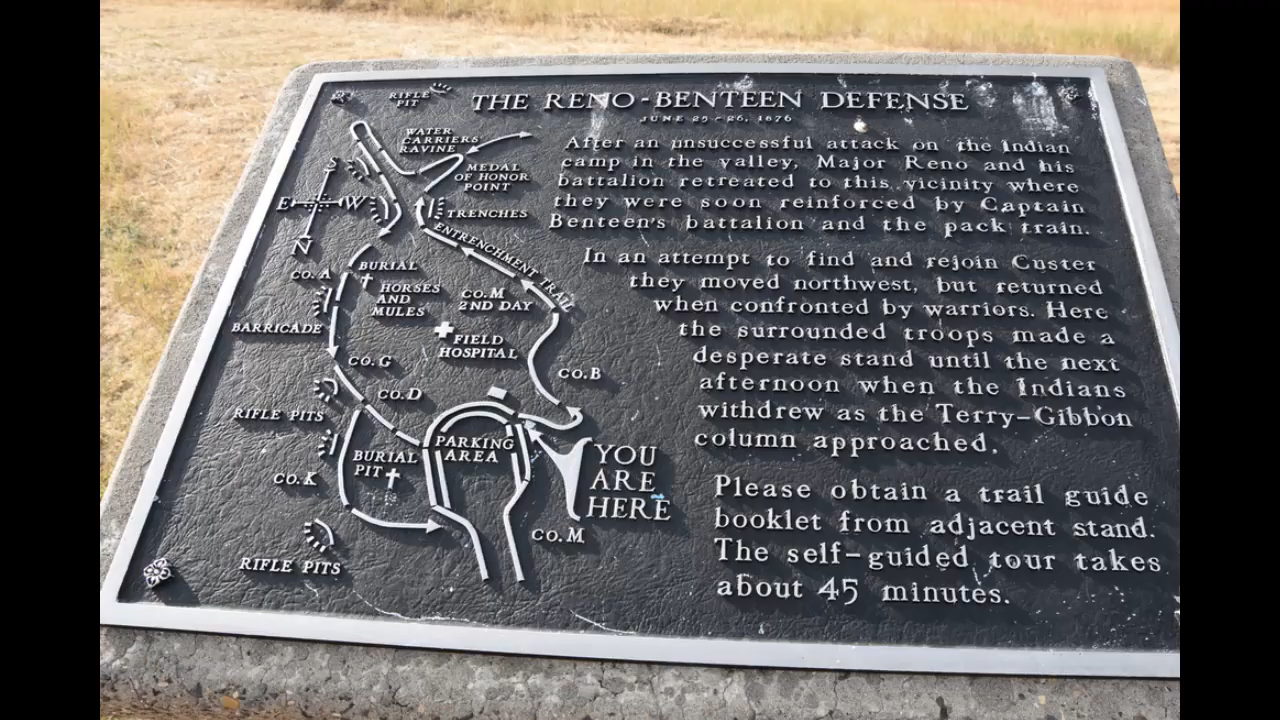 THE RENO-BENTEEN DEFENSE
JUNE 25-26, 1876
After an unsuccessful attack on the Indian
camp in the valley, Major Reno and his
battalion retreated to this vicinity where
they were soon reinforced by Captain
Benteen's battalion and the pack train.
In an attempt to find and rejoin Custer
they moved northwest, but returned
when confronted by warriors. Here
the surrounded troops made a
desperate stand until the next
afternoon when the Indians
withdrew as the Terry-Gibbon
column approached.
Please obtain a trail guide
booklet from adjacent stand.
The self-guided tour takes
about 45 minutes.
RIFLE
PIT
WATER
CARRIERS
RAVINE
MEDAL
OF HONOR
POINT
S
E
W
N
TRENCHES
ENTRENCHMENT TRAIL
CO. A
BURIAL
HORSES
AND
MULES
CO. M
2ND DAY
BARRICADE
FIELD
HOSPITAL
CO. G
CO. B
CO. D
RIFLE PITS
PARKING
AREA
BURIAL
PIT
YOU
ARE
HERE
CO. K
CO. M
RIFLE PITS